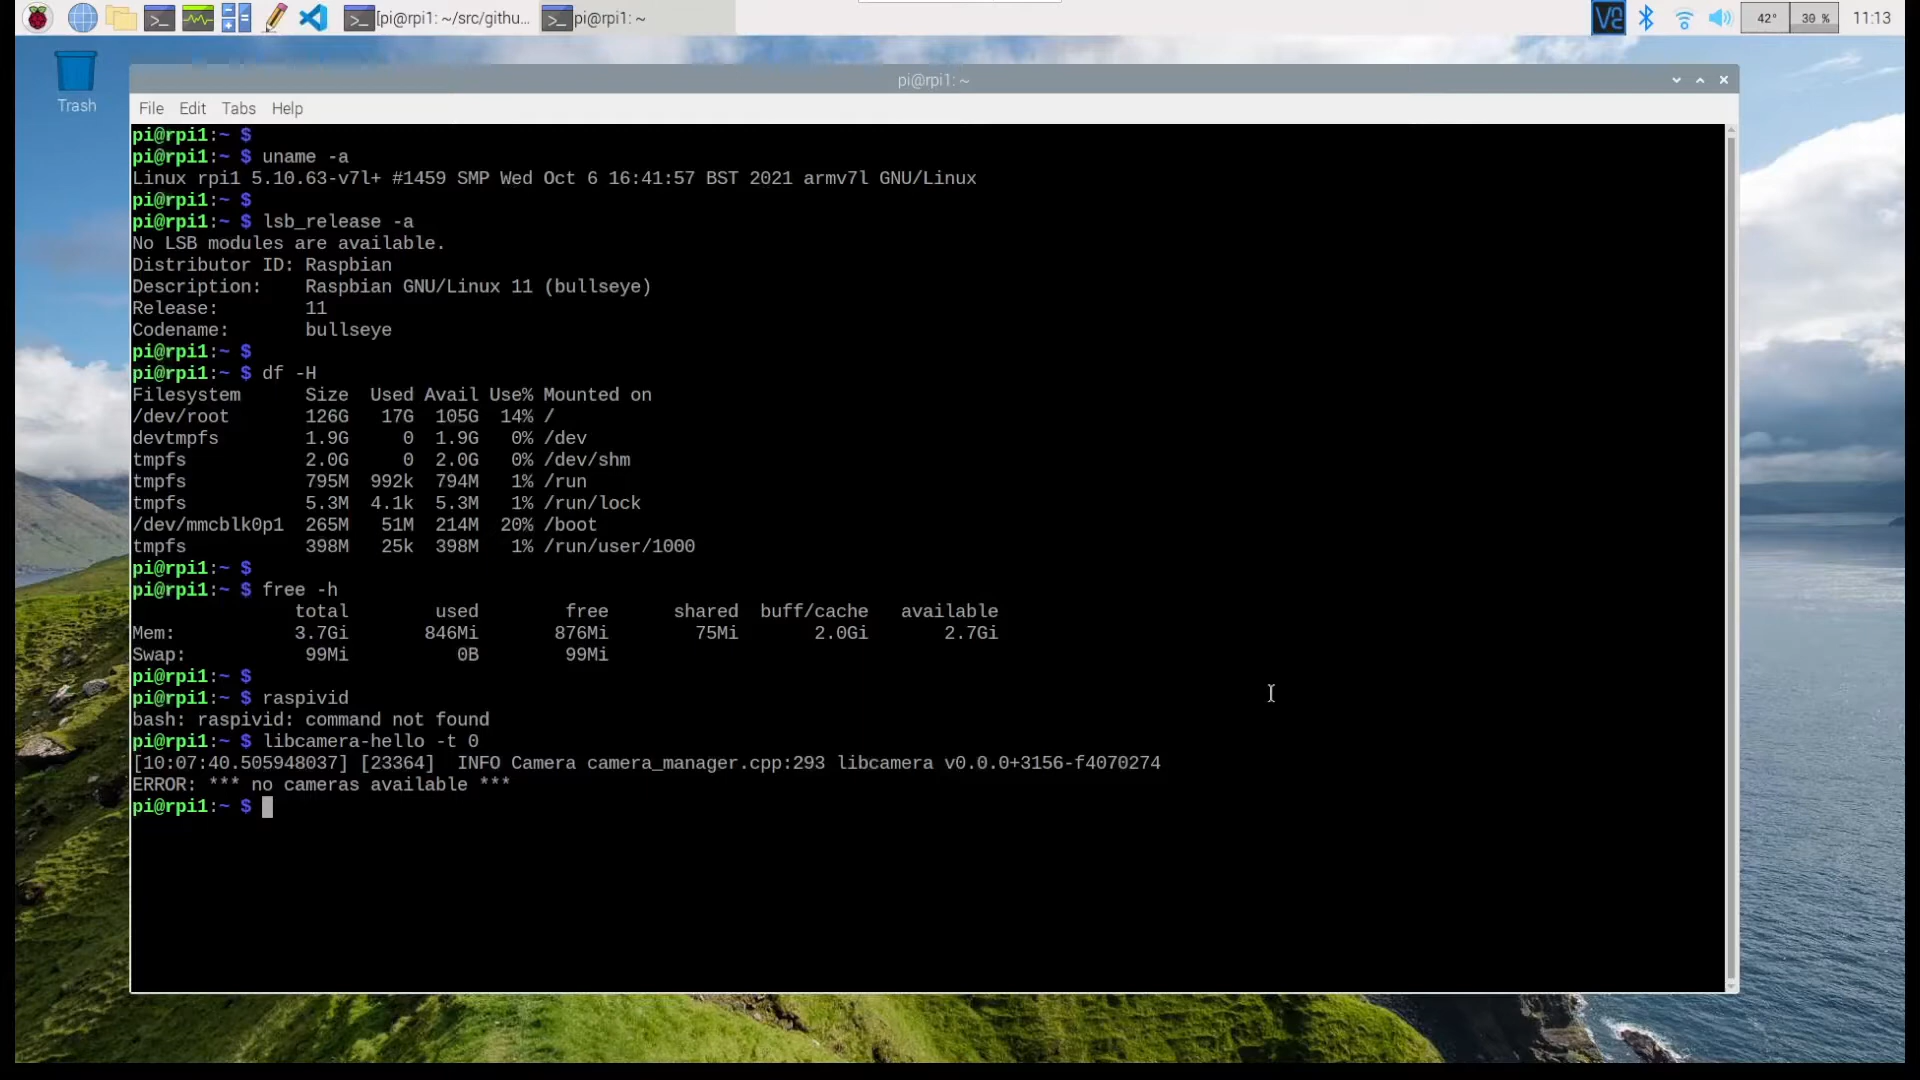 [pi@rpi1: ~/src/githu...
pi@rpi1: ~
42°
30 %
11:13
Trash
pi@rpi1: ~
File Edit Tabs Help
pi@rpi1:~ $
pi@rpi1:~ $ uname -a
Linux rpi1 5.10.63-v7l+ #1459 SMP Wed Oct 6 16:41:57 BST 2021 armv7l GNU/Linux
pi@rpi1:~ $
pi@rpi1:~ $ lsb_release -a
No LSB modules are available.
Distributor ID: Raspbian
Description:    Raspbian GNU/Linux 11 (bullseye)
Release:        11
Codename:       bullseye
pi@rpi1:~ $
pi@rpi1:~ $ df -H
Filesystem      Size  Used Avail Use% Mounted on
/dev/root       126G   17G  105G  14% /
devtmpfs        1.9G     0  1.9G   0% /dev
tmpfs           2.0G     0  2.0G   0% /dev/shm
tmpfs           795M  992k  794M   1% /run
tmpfs           5.3M  4.1k  5.3M   1% /run/lock
/dev/mmcblk0p1  265M   51M  214M  20% /boot
tmpfs           398M   25k  398M   1% /run/user/1000
pi@rpi1:~ $
pi@rpi1:~ $ free -h
               total        used        free      shared  buff/cache   available
Mem:           3.7Gi       846Mi       876Mi        75Mi       2.0Gi       2.7Gi
Swap:           99Mi          0B        99Mi
pi@rpi1:~ $
pi@rpi1:~ $ raspivid
bash: raspivid: command not found
pi@rpi1:~ $ libcamera-hello -t 0
[10:07:40.505948037] [23364]  INFO Camera camera_manager.cpp:293 libcamera v0.0.0+3156-f4070274
ERROR: *** no cameras available ***
pi@rpi1:~ $